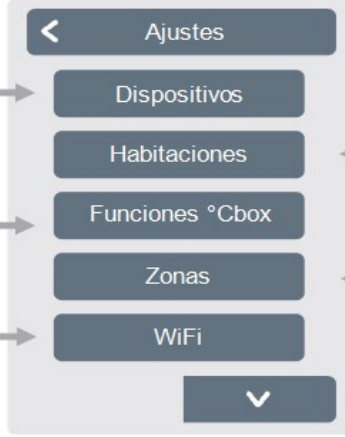 Ajustes
Dispositivos
Habitaciones
Funciones °Cbox
Zonas
WiFi